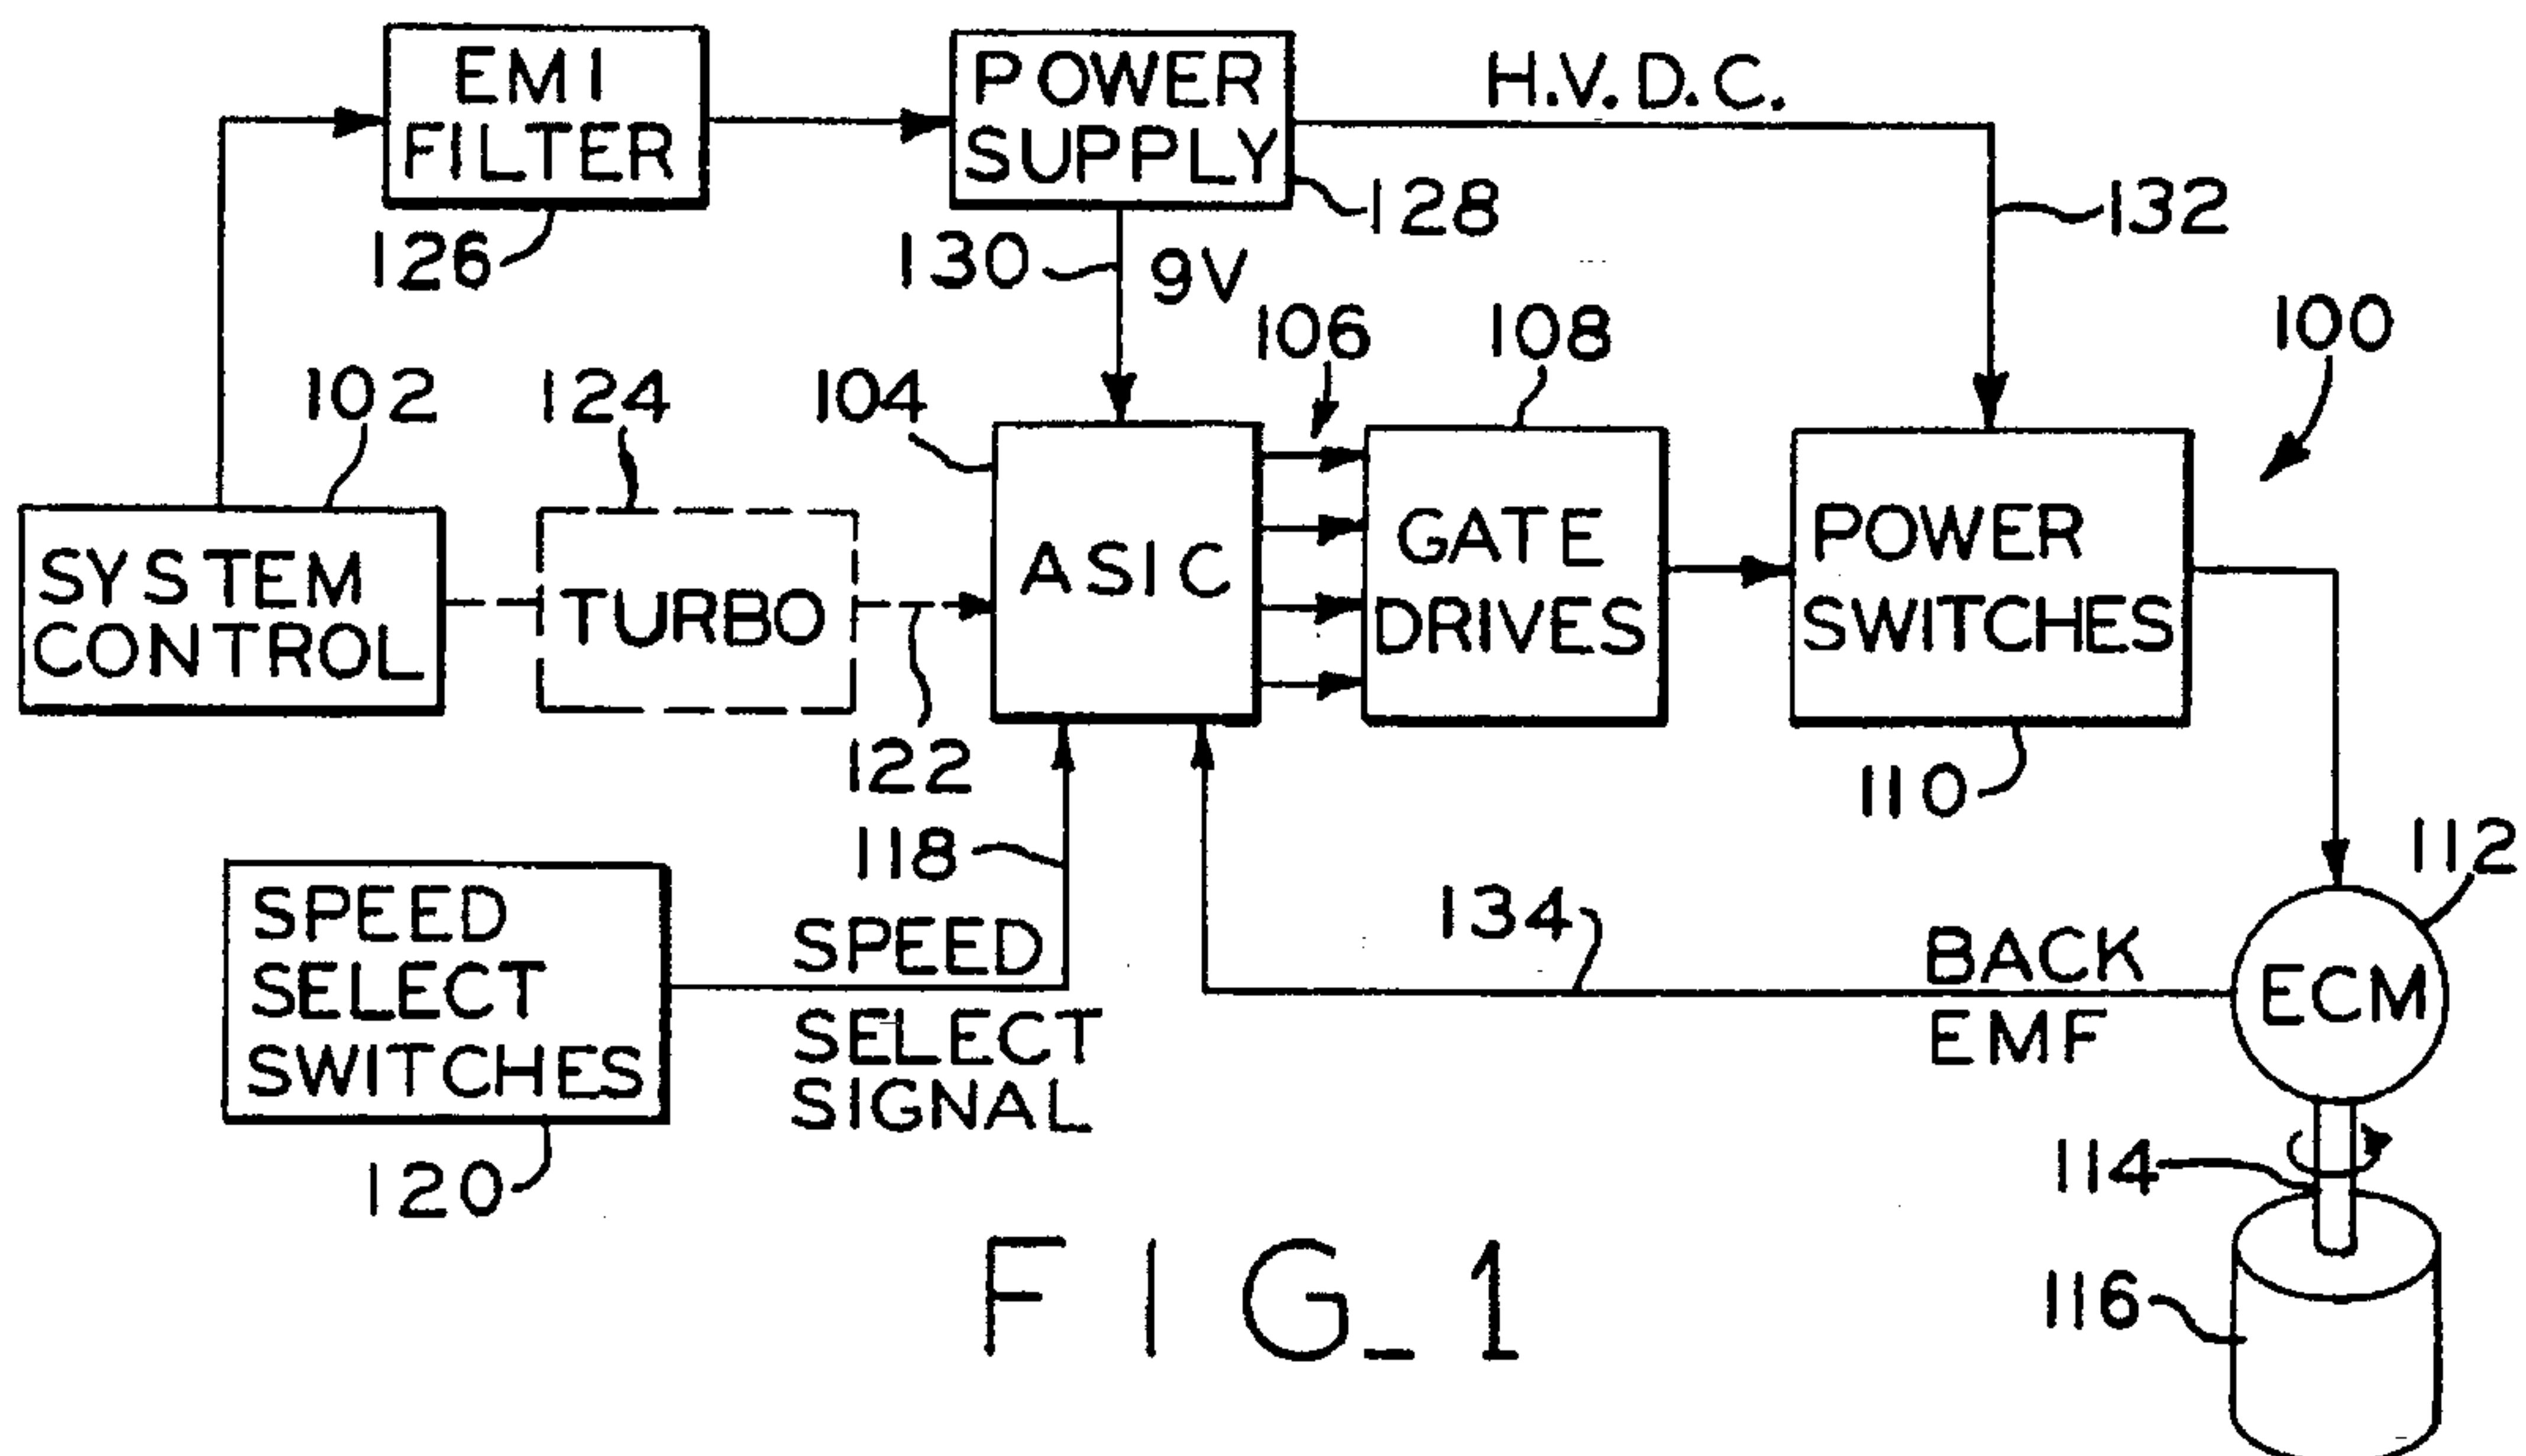 EMI
FILTER
126
POWER
SUPPLY
128
H.V.D.C.
132
130
9V
100
102
124
104
106
108
SYSTEM
CONTROL
TURBO
122
ASIC
GATE
DRIVES
POWER
SWITCHES
110
112
SPEED
SELECT
SWITCHES
120
118
SPEED
SELECT
SIGNAL
134
BACK
EMF
ECM
114
116
FIG_1